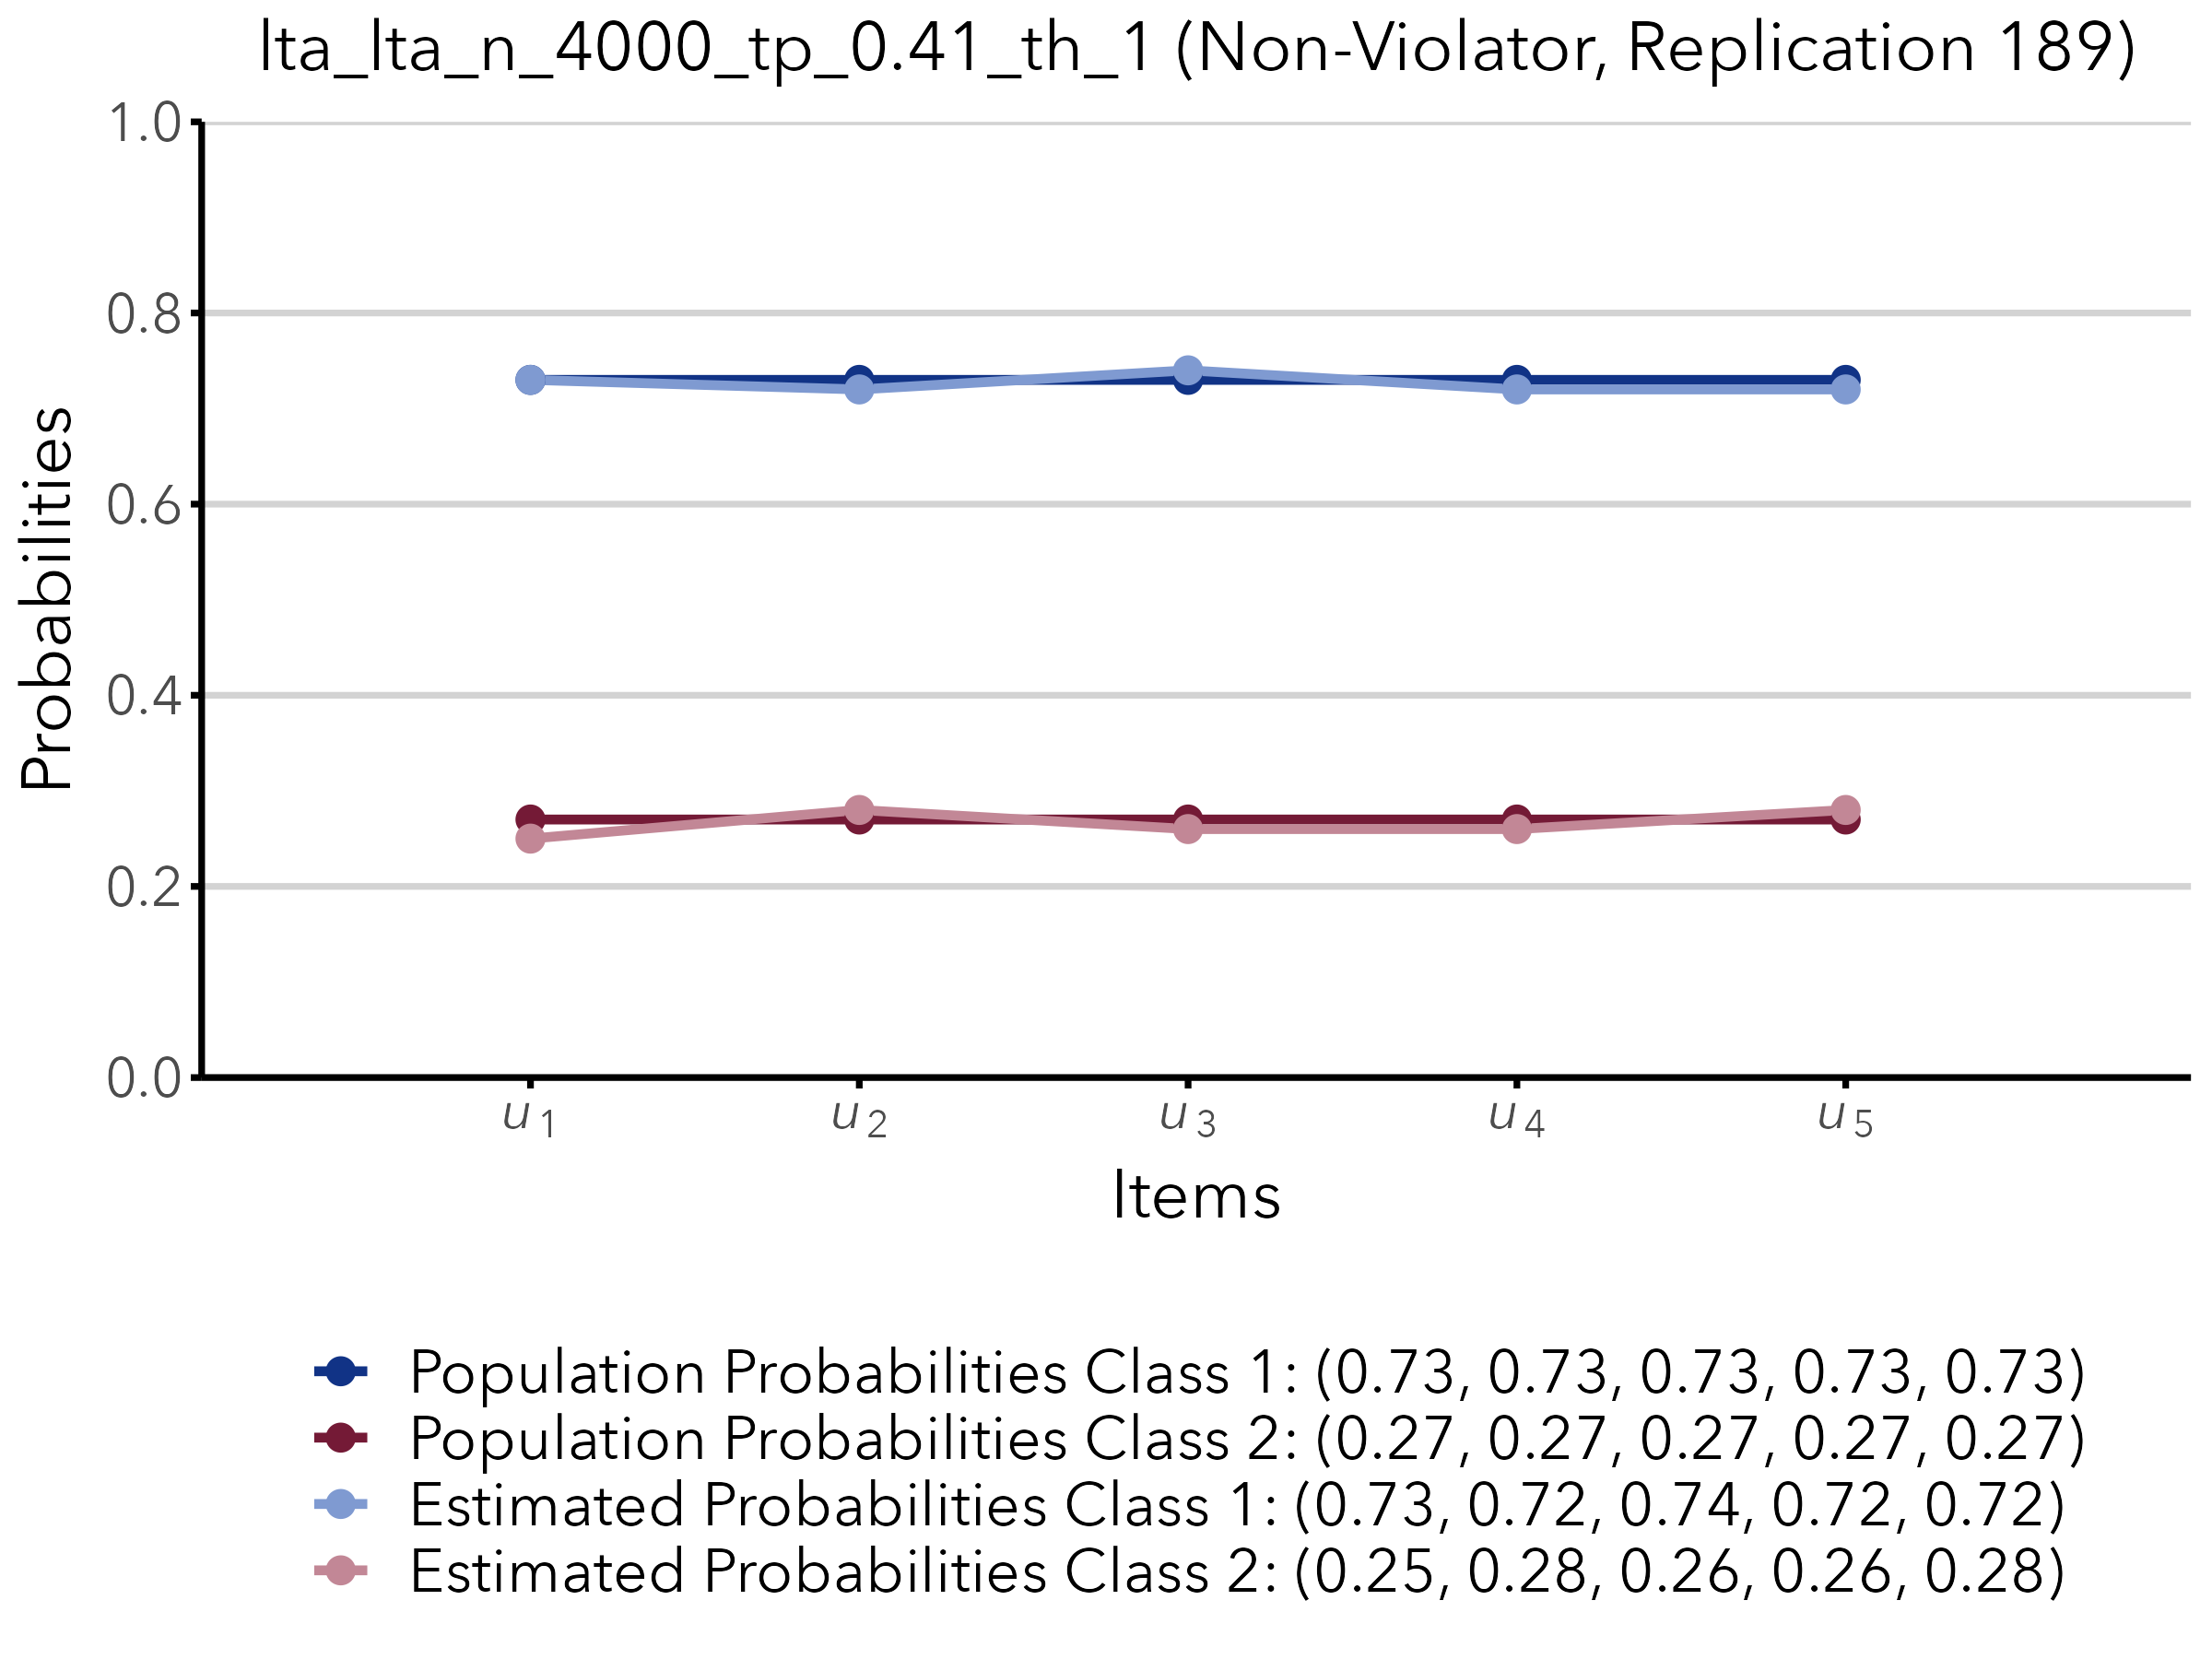 lta_lta_n_4000_tp_0.41_th_1 (Non-Violator, Replication 189)
Probabilities
1.0
0.8
0.6
0.4
0.2
0.0
u1 u2 u3 u4 u5
Items
Population Probabilities Class 1: (0.73, 0.73, 0.73, 0.73, 0.73)
Population Probabilities Class 2: (0.27, 0.27, 0.27, 0.27, 0.27)
Estimated Probabilities Class 1: (0.73, 0.72, 0.74, 0.72, 0.72)
Estimated Probabilities Class 2: (0.25, 0.28, 0.26, 0.26, 0.28)